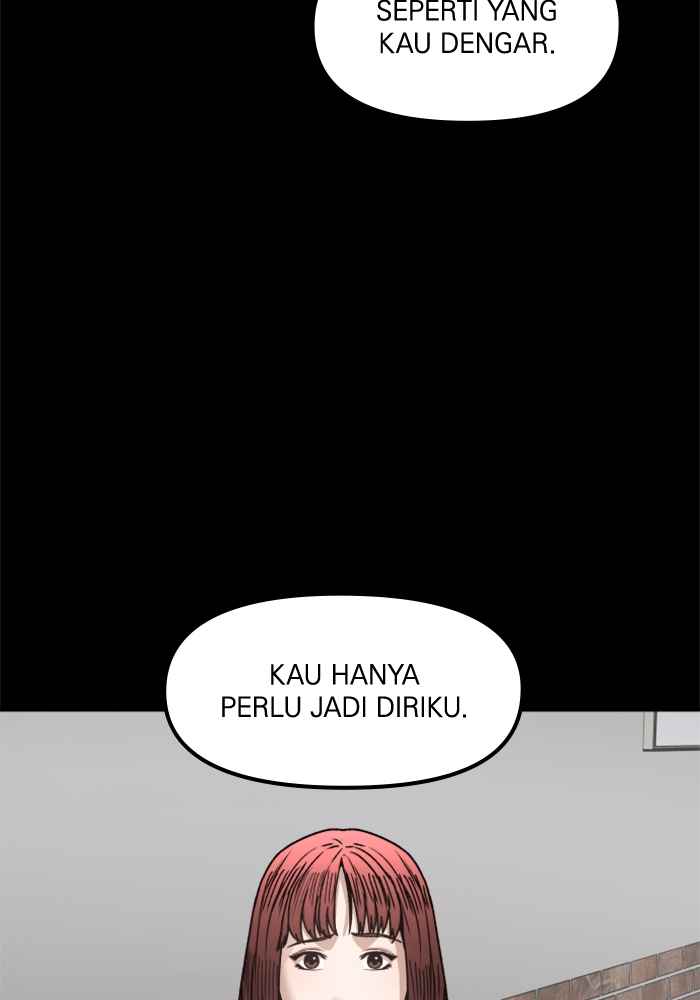 SEPERTI YANG
KAU DENGAR.
KAU HANYA
PERLU JADI DIRIKU.